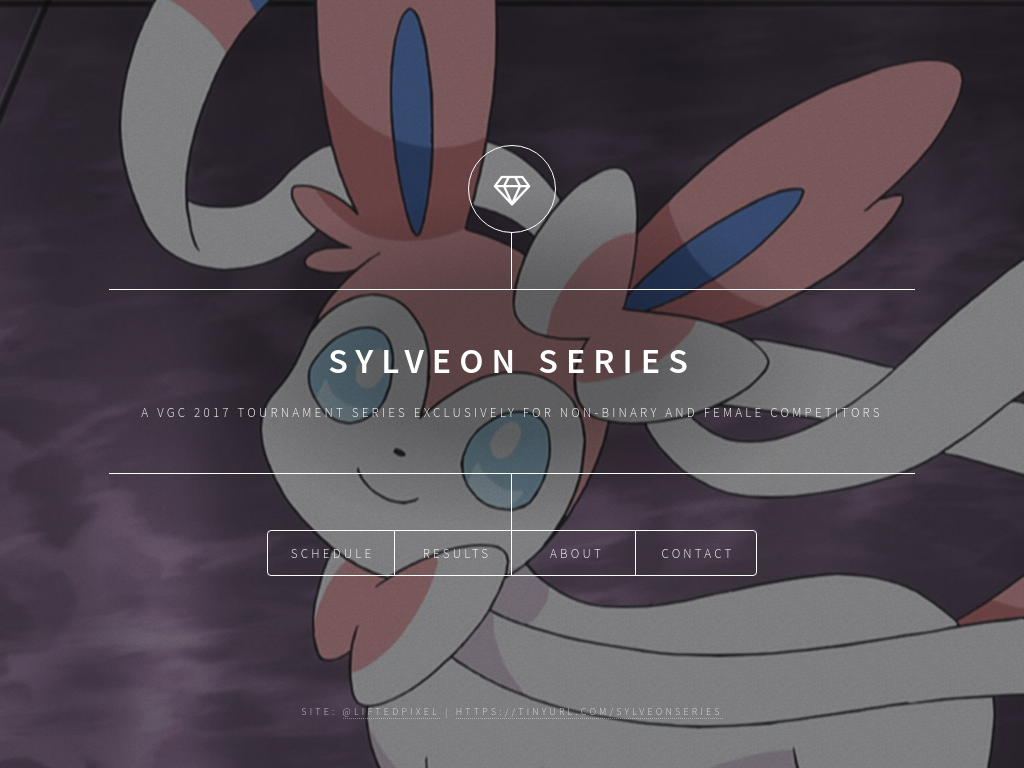 SYLVEON SERIES
A VGC 2017 TOURNAMENT SERIES EXCLUSIVELY FOR NON-BINARY AND FEMALE COMPETITORS
SCHEDULE RESULTS ABOUT CONTACT
SITE: @LIFTEDPIXEL | HTTPS://TINYURL.COM/SYLVEONSERIES